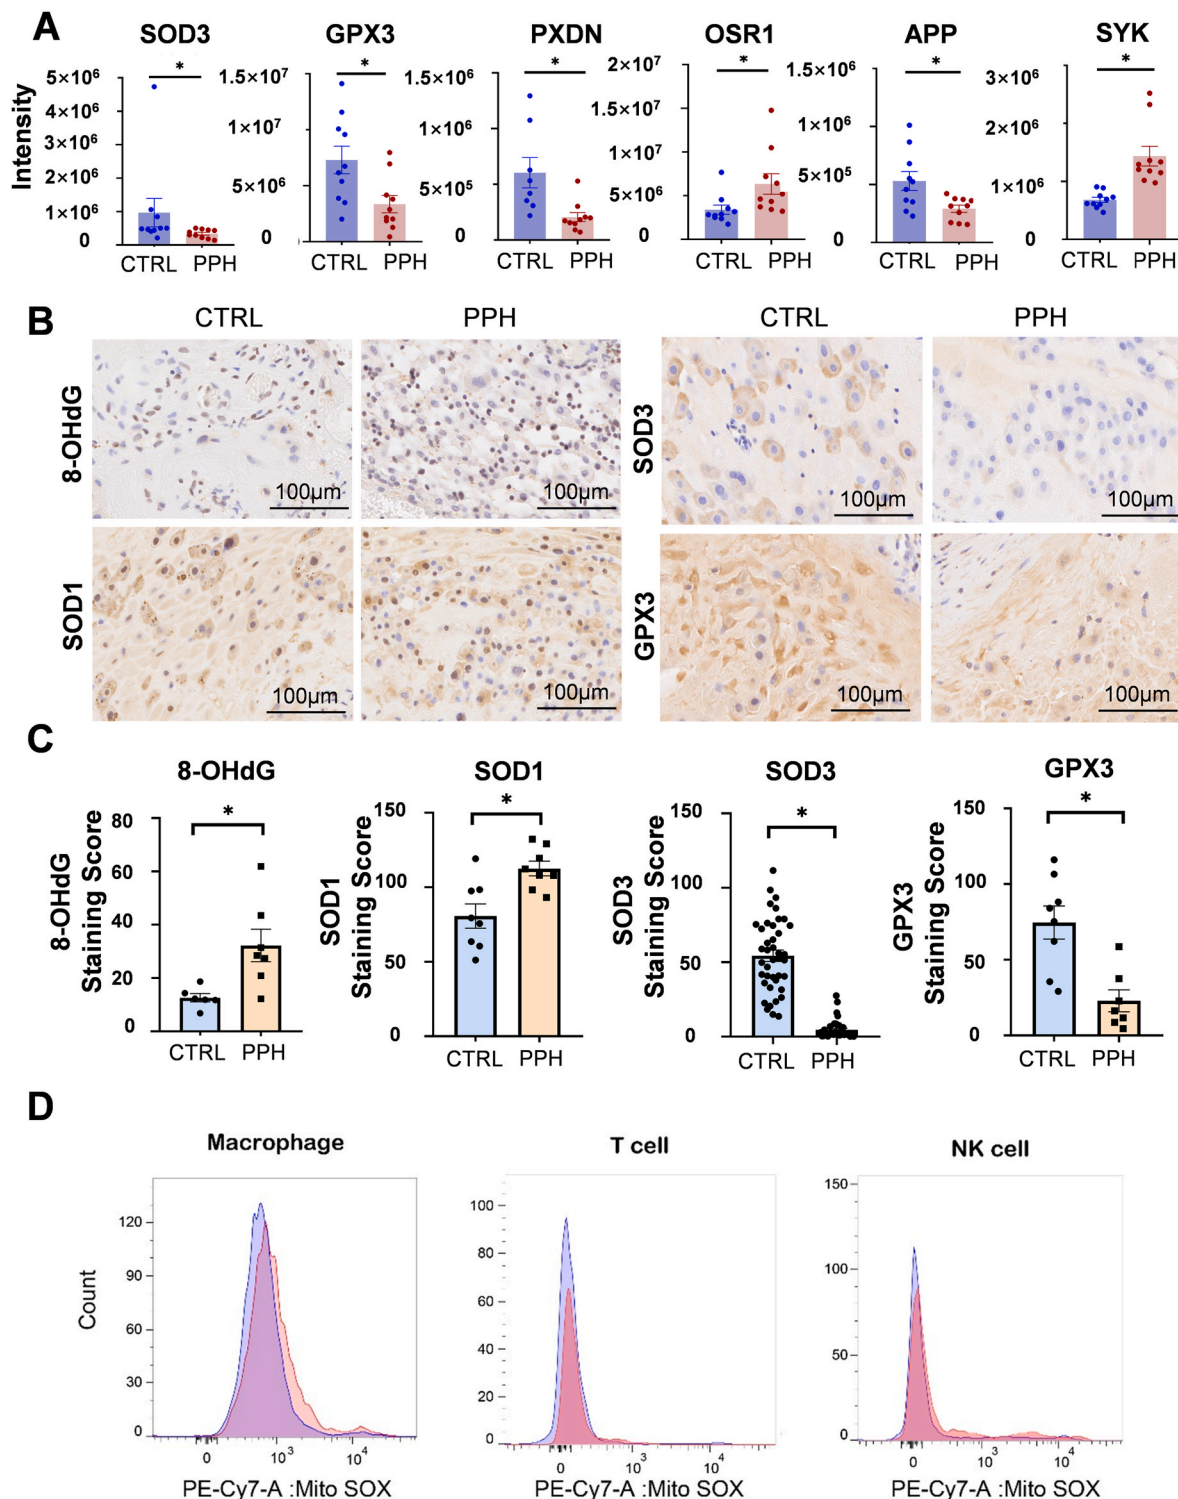 A
SOD3 GPX3 PXDN OSR1 APP SYK
* * * * * *
Intensity
5×10⁶
4×10⁶
3×10⁶
2×10⁶
1×10⁶
0
CTRL PPH
1.5×10⁷
1×10⁷
5×10⁶
0
CTRL PPH
1.5×10⁶
1×10⁶
5×10⁵
0
CTRL PPH
2×10⁷
1.5×10⁷
1×10⁷
5×10⁶
0
CTRL PPH
1.5×10⁶
1×10⁶
5×10⁵
0
CTRL PPH
3×10⁶
2×10⁶
1×10⁶
0
CTRL PPH
B
CTRL PPH CTRL PPH
8-OHdG
100µm 100µm
SOD3
100µm 100µm
SOD1
100µm 100µm
GPX3
100µm 100µm
C
8-OHdG
*
8-OHdG
Staining Score
80
60
40
20
0
CTRL PPH
SOD1
*
SOD1
Staining Score
150
100
50
0
CTRL PPH
SOD3
*
SOD3
Staining Score
150
100
50
0
CTRL PPH
GPX3
*
GPX3
Staining Score
150
100
50
0
CTRL PPH
D
Macrophage
Count
120
90
60
30
0
0 10³ 10⁴
PE-Cy7-A :Mito SOX
T cell
100
80
60
40
20
0
0 10³ 10⁴
PE-Cy7-A :Mito SOX
NK cell
150
100
50
0
0 10³ 10⁴
PE-Cy7-A :Mito SOX